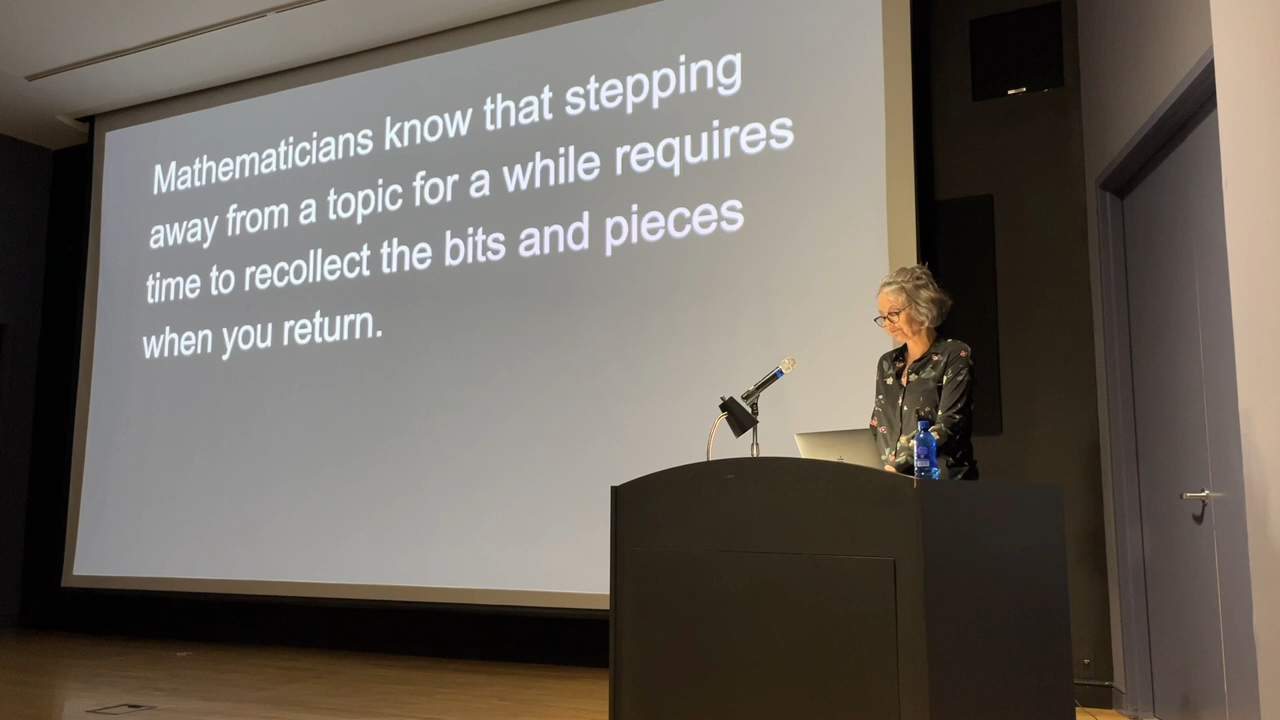 Mathematicians know that stepping
away from a topic for a while requires
time to recollect the bits and pieces
when you return.